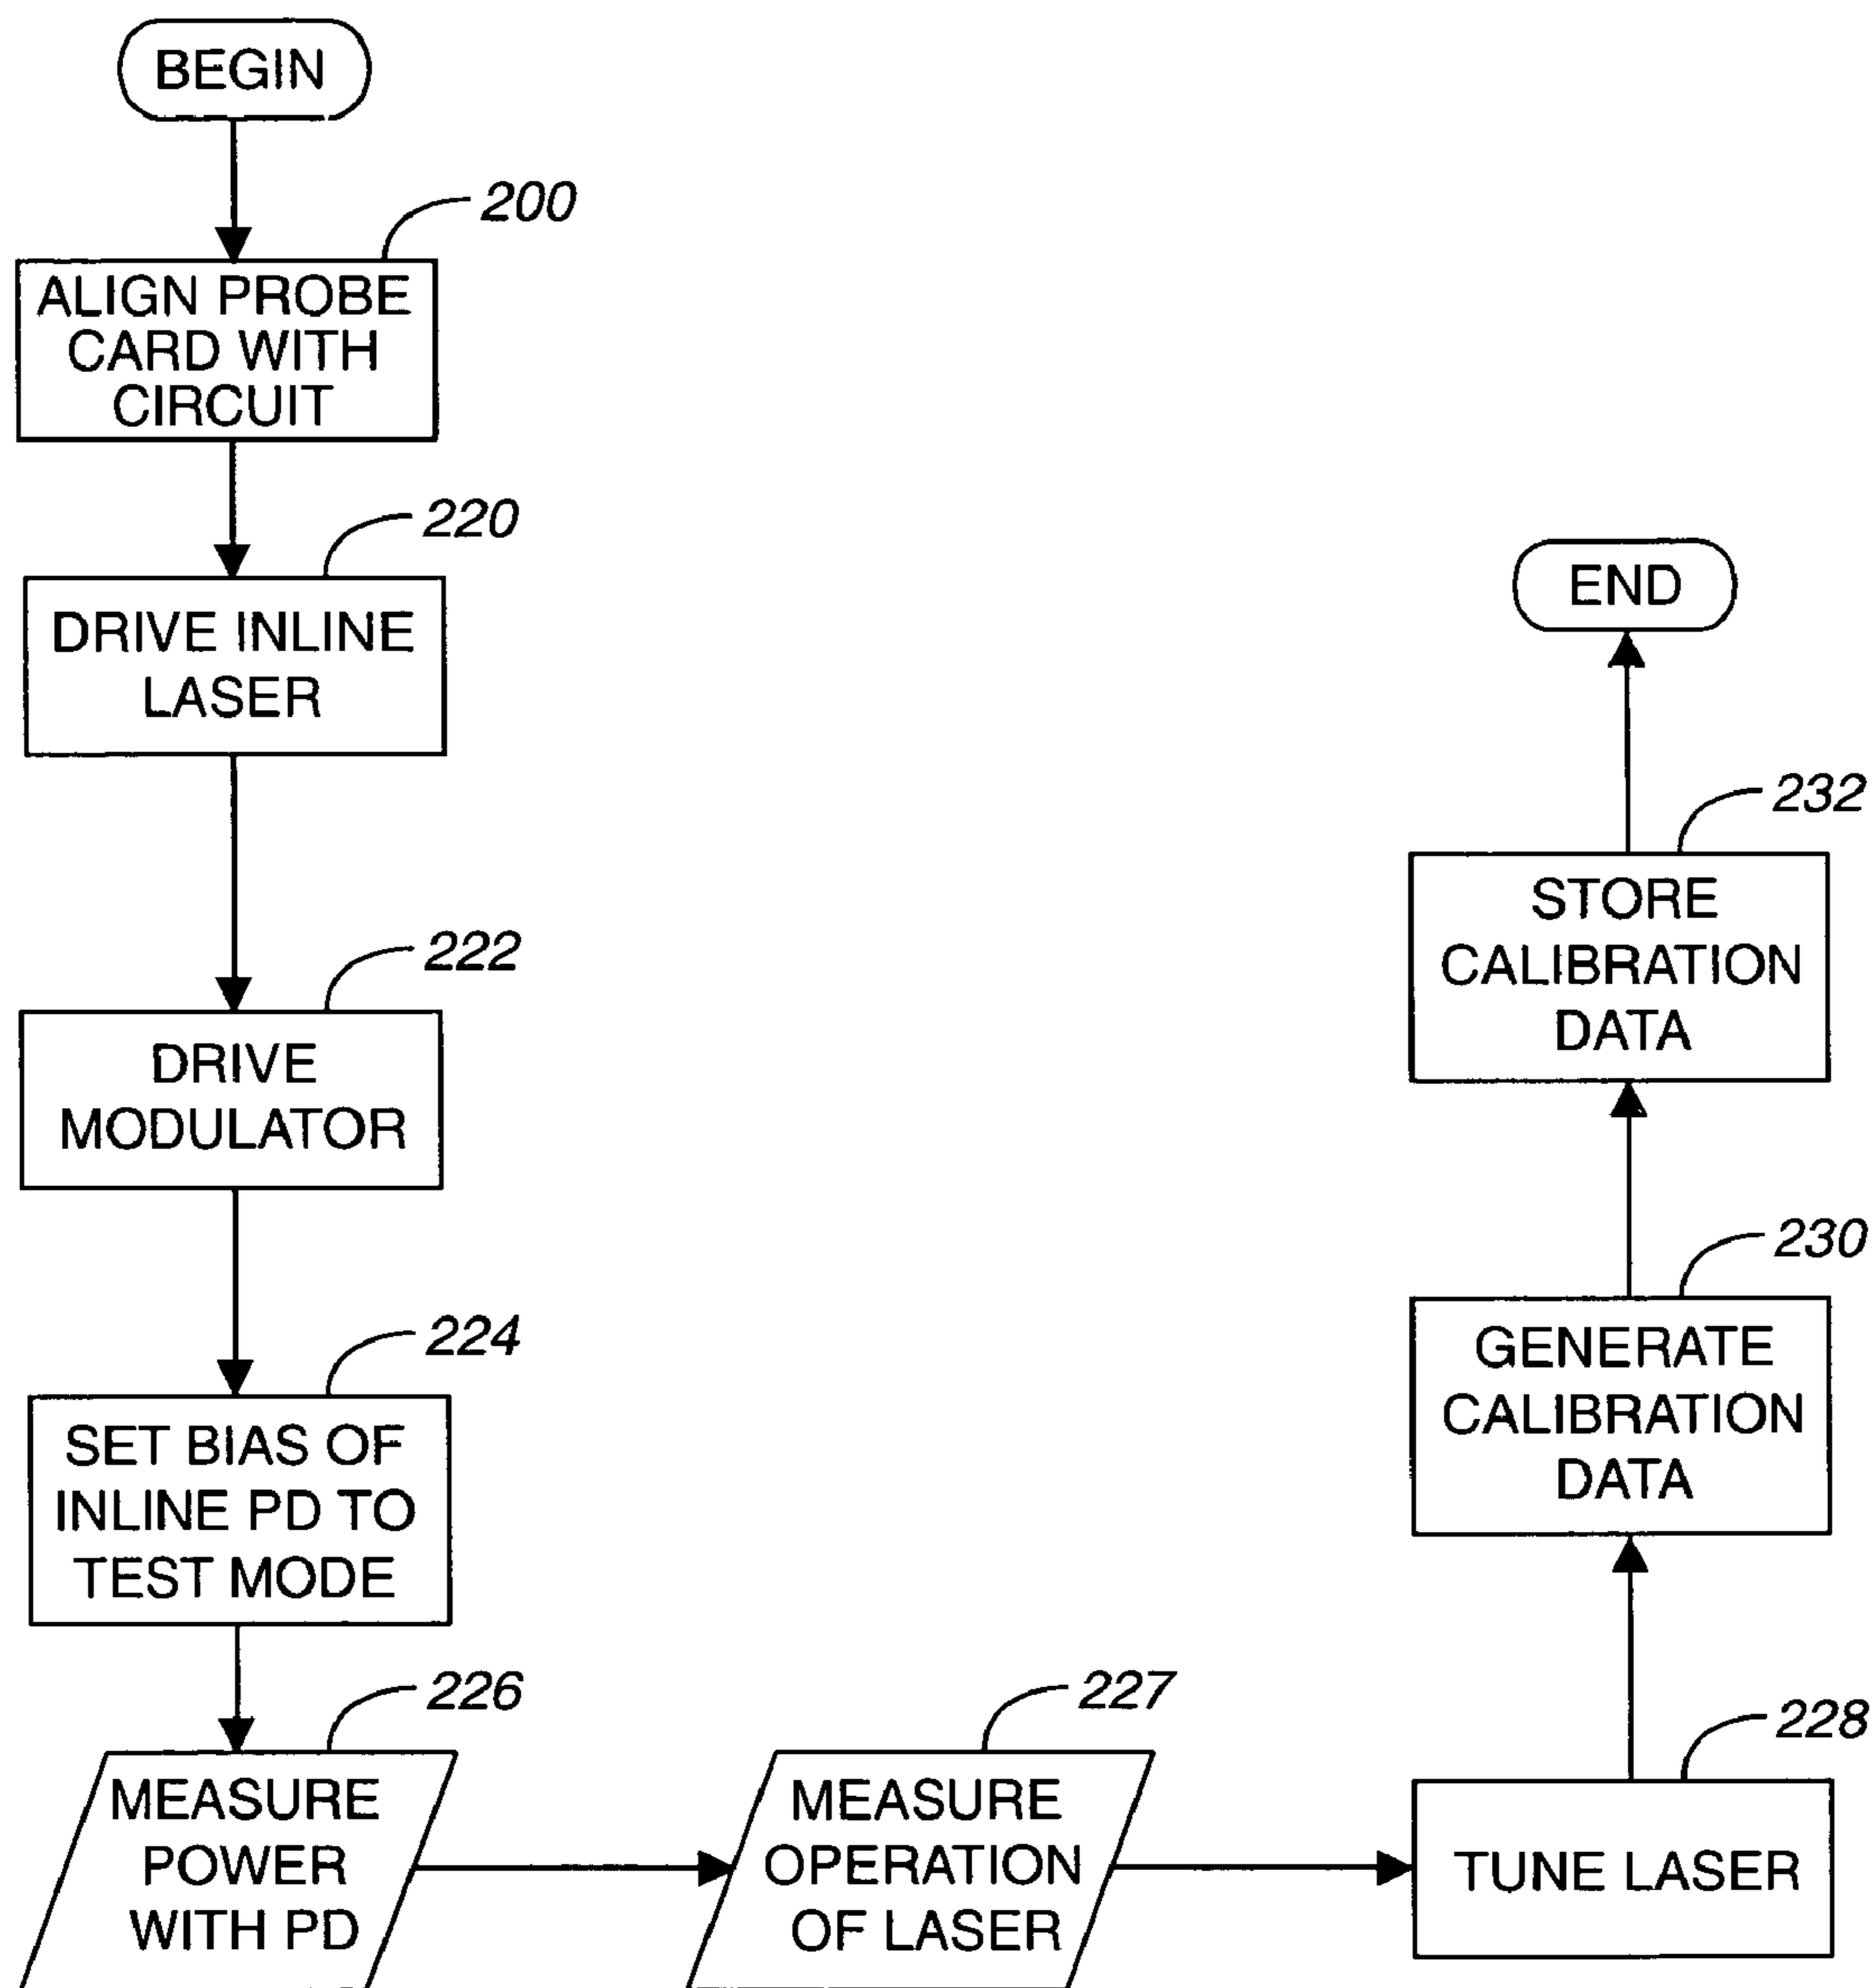 BEGIN
200
ALIGN PROBE
CARD WITH
CIRCUIT
220
DRIVE INLINE
LASER
222
DRIVE
MODULATOR
224
SET BIAS OF
INLINE PD TO
TEST MODE
226
MEASURE
POWER
WITH PD
227
MEASURE
OPERATION
OF LASER
228
TUNE LASER
230
GENERATE
CALIBRATION
DATA
232
STORE
CALIBRATION
DATA
END